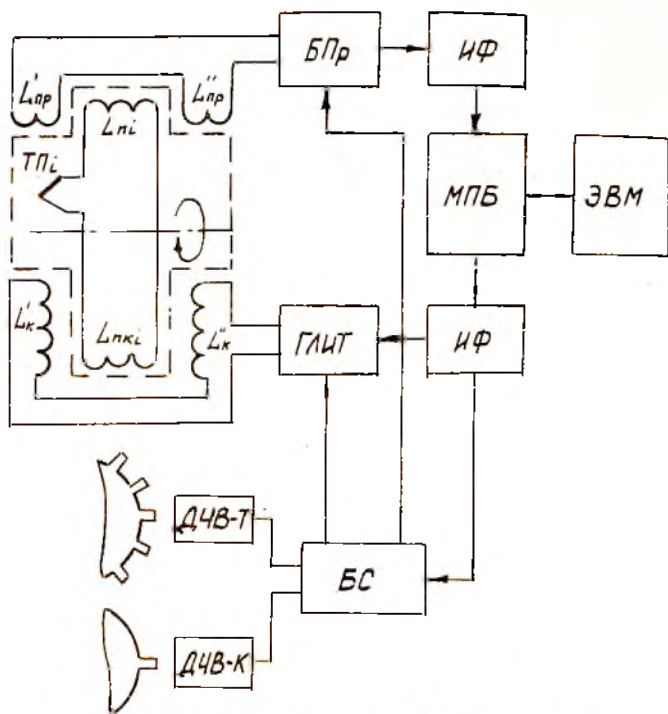 БПр
ИФ
L'пр
L''пр
Lпi
ТПi
МПБ
ЭВМ
L'к
Lпкi
L''к
ГЛИТ
ИФ
ДЧВ-Т
БС
ДЧВ-К